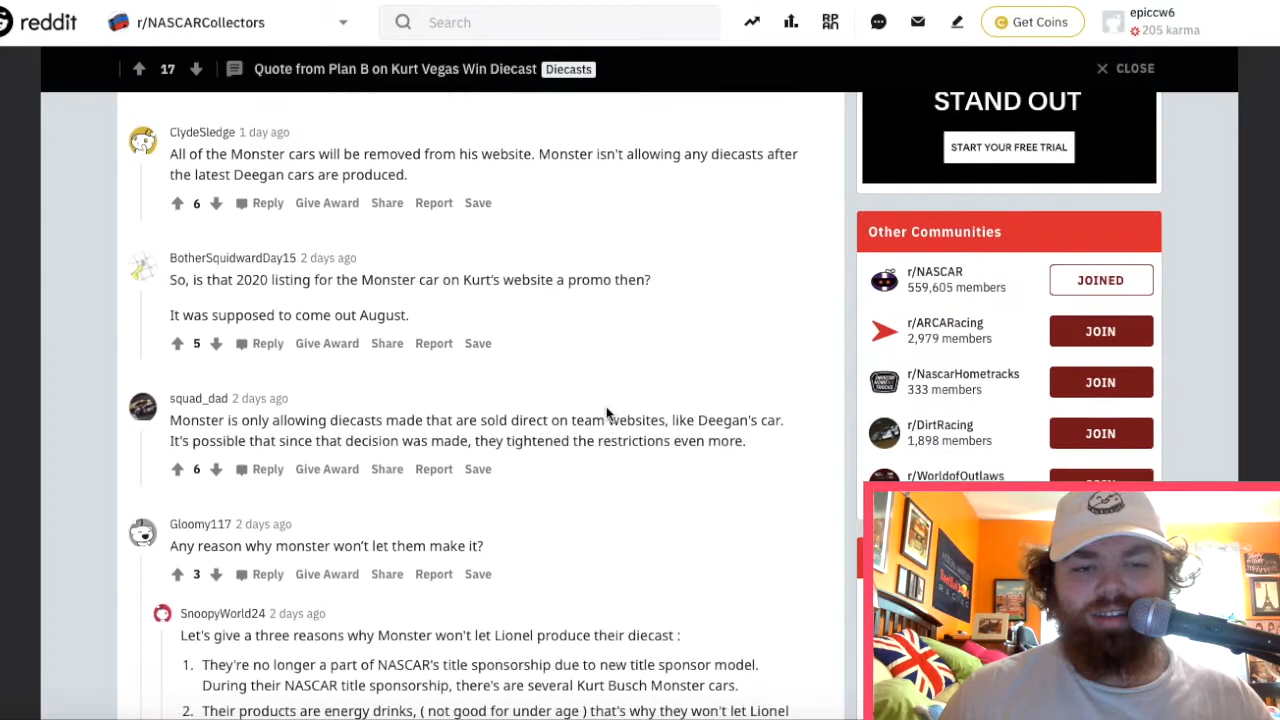 reddit
r/NASCARCollectors
Search
Get Coins
epiccw6
205 karma
17
Quote from Plan B on Kurt Vegas Win Diecast
Diecasts
CLOSE
ClydeSledge 1 day ago
All of the Monster cars will be removed from his website. Monster isn't allowing any diecasts after
the latest Deegan cars are produced.
6 Reply Give Award Share Report Save
BotherSquidwardDay15 2 days ago
So, is that 2020 listing for the Monster car on Kurt's website a promo then?
It was supposed to come out August.
5 Reply Give Award Share Report Save
squad_dad 2 days ago
Monster is only allowing diecasts made that are sold direct on team websites, like Deegan's car.
It's possible that since that decision was made, they tightened the restrictions even more.
6 Reply Give Award Share Report Save
Gloomy117 2 days ago
Any reason why monster won't let them make it?
3 Reply Give Award Share Report Save
SnoopyWorld24 2 days ago
Let's give a three reasons why Monster won't let Lionel produce their diecast :
1. They're no longer a part of NASCAR's title sponsorship due to new title sponsor model.
During their NASCAR title sponsorship, there's are several Kurt Busch Monster cars.
2. Their products are energy drinks, ( not good for under age ) that's why they won't let Lionel
STAND OUT
START YOUR FREE TRIAL
Other Communities
r/NASCAR
559,605 members
JOINED
r/ARCARacing
2,979 members
JOIN
r/NascarHometracks
333 members
JOIN
r/DirtRacing
1,898 members
JOIN
r/WorldofOutlaws
Red Bull
RACING